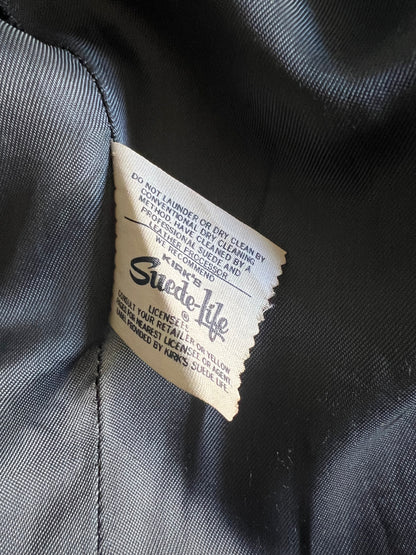 DO NOT LAUNDER OR DRY CLEAN BY
CONVENTIONAL DRY CLEANING
METHOD. HAVE CLEANED BY A
PROFESSIONAL SUEDE AND
LEATHER PROCESSOR
WE RECOMMEND
KIRK'S
Suede-Life
®
LICENSEE.
CONSULT YOUR RETAILER OR YELLOW
PAGES FOR NEAREST LICENSEE OR AGENT.
LABEL PROVIDED BY KIRK'S SUEDE LIFE.